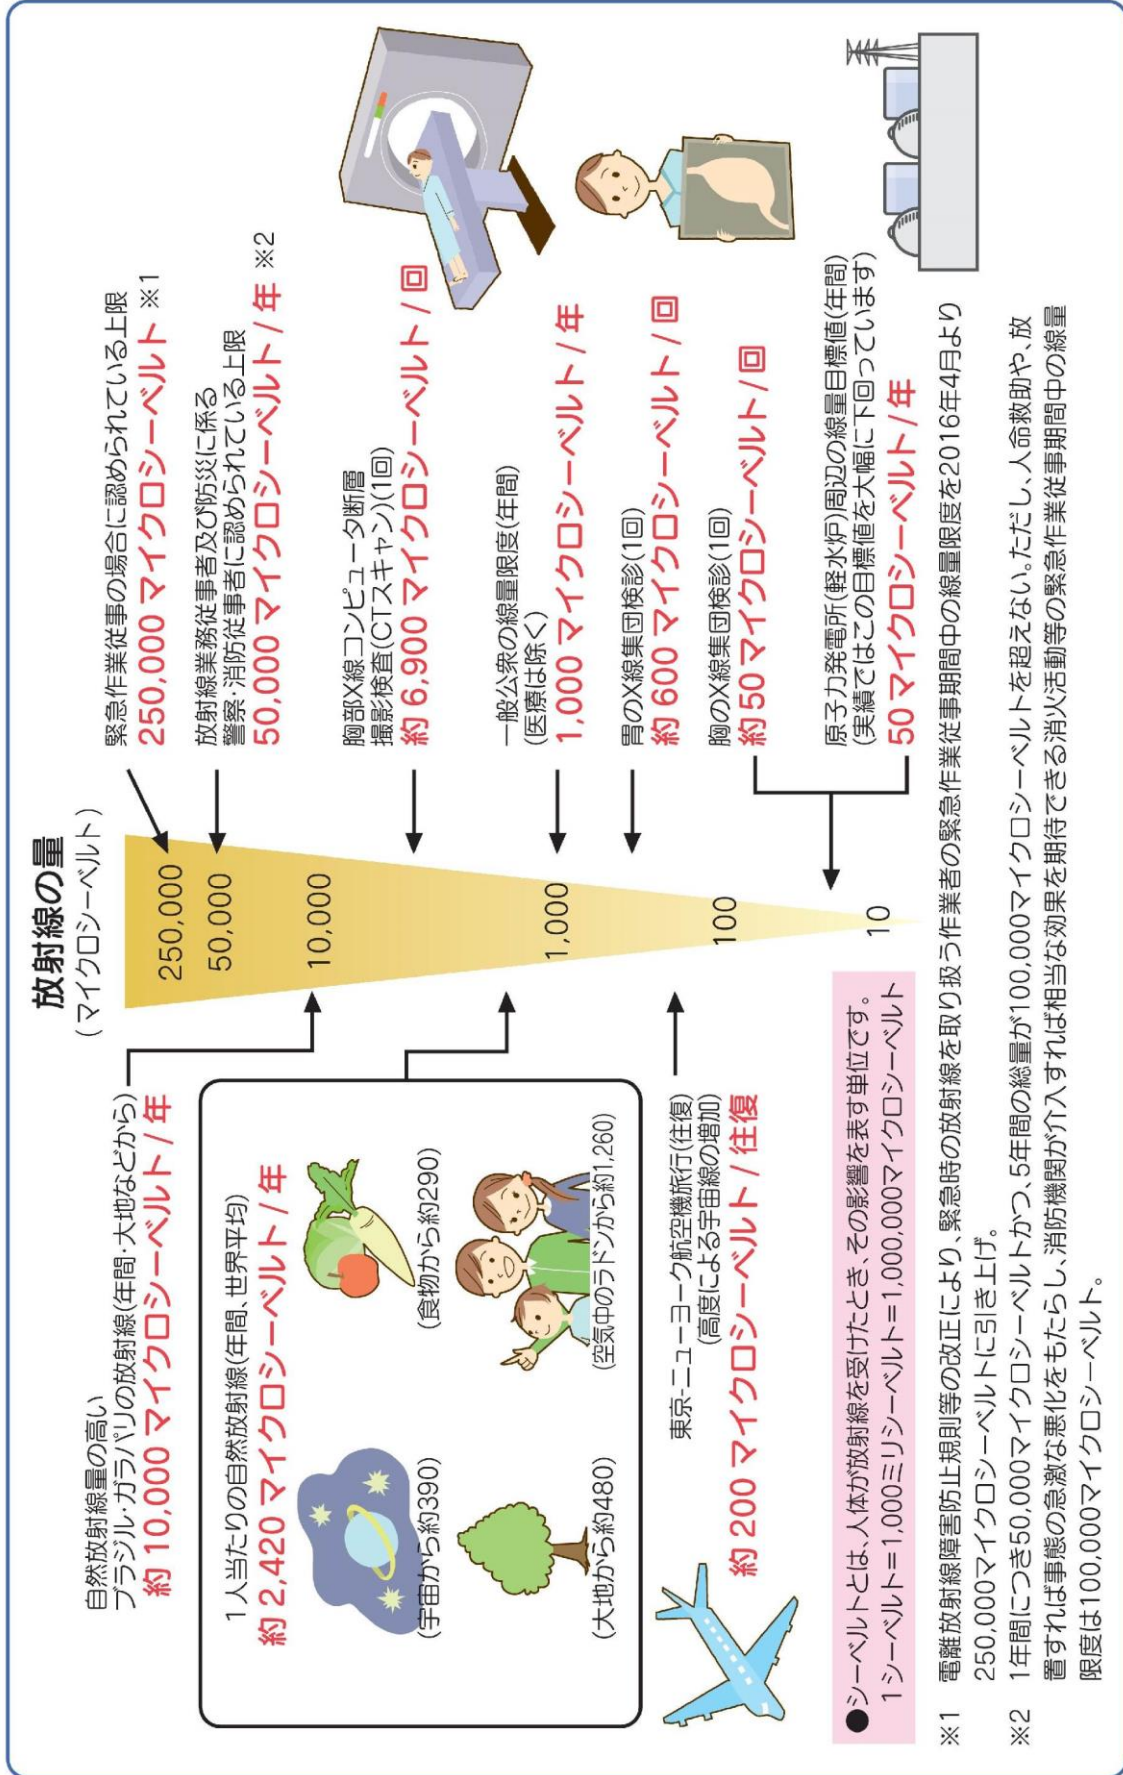 放射線の量
(マイクロシーベルト)
自然放射線量の高い
ブラジル・ガラパリの放射線(年間・大地などから)
約 10,000 マイクロシーベルト / 年
1人当たりの自然放射線(年間、世界平均)
約 2,420 マイクロシーベルト / 年
(宇宙から約390)
(食物から約290)
(大地から約480)
(空気中のラドンから約1,260)
東京-ニューヨーク航空機旅行(往復)
(高度による宇宙線の増加)
約 200 マイクロシーベルト / 往復
250,000
50,000
10,000
1,000
100
10
緊急作業従事の場合に認められている上限
250,000 マイクロシーベルト ※1
放射線業務従事者及び防災に係る
警察・消防従事者に認められている上限
50,000 マイクロシーベルト / 年 ※2
胸部X線コンピュータ断層
撮影検査(CTスキャン)(1回)
約 6,900 マイクロシーベルト / 回
一般公衆の線量限度(年間)
(医療は除く)
1,000 マイクロシーベルト / 年
胃のX線集団検診(1回)
約 600 マイクロシーベルト / 回
胸のX線集団検診(1回)
約 50 マイクロシーベルト / 回
原子力発電所(軽水炉)周辺の線量目標値(年間)
(実績ではこの目標値を大幅に下回っています)
50 マイクロシーベルト / 年
●シーベルトとは、人体が放射線を受けたとき、その影響を表す単位です。
1 シーベルト=1,000ミリシーベルト=1,000,000マイクロシーベルト
※1 電離放射線障害防止規則等の改正により、緊急時の放射線を取り扱う作業者の緊急作業従事期間中の線量限度を2016年4月より
250,000マイクロシーベルトに引き上げ。
※2 1年間につき50,000マイクロシーベルトかつ、5年間の総量が100,000マイクロシーベルトを超えない。ただし、人命救助や、放
置すれば事態の急激な悪化をもたらし、消防機関が介入すれば相当な効果を期待できる消火活動等の緊急作業従事期間中の線量
限度は100,000マイクロシーベルト。